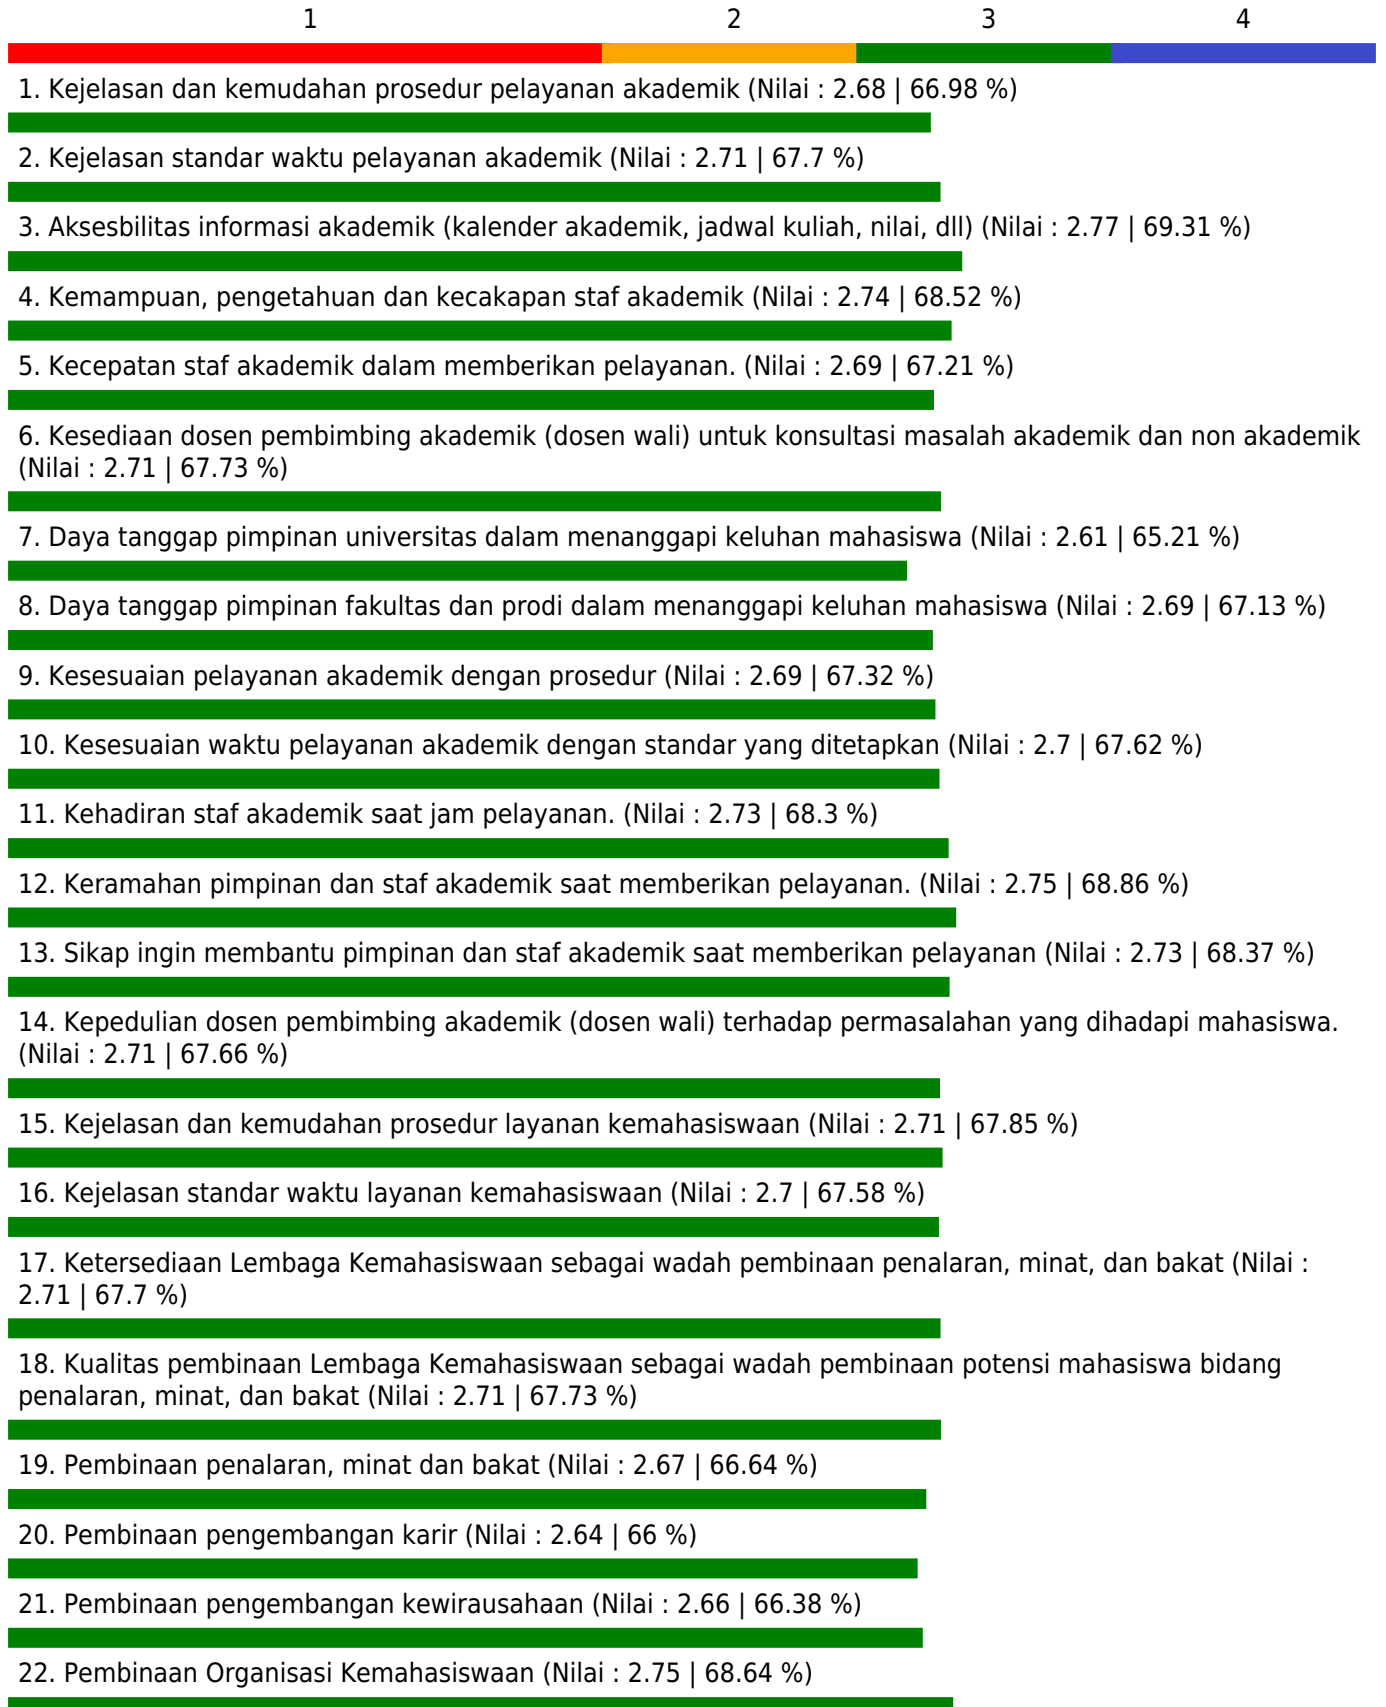 1 2 3 4
1. Kejelasan dan kemudahan prosedur pelayanan akademik (Nilai : 2.68 | 66.98 %)
2. Kejelasan standar waktu pelayanan akademik (Nilai : 2.71 | 67.7 %)
3. Aksesbilitas informasi akademik (kalender akademik, jadwal kuliah, nilai, dll) (Nilai : 2.77 | 69.31 %)
4. Kemampuan, pengetahuan dan kecakapan staf akademik (Nilai : 2.74 | 68.52 %)
5. Kecepatan staf akademik dalam memberikan pelayanan. (Nilai : 2.69 | 67.21 %)
6. Kesediaan dosen pembimbing akademik (dosen wali) untuk konsultasi masalah akademik dan non akademik
(Nilai : 2.71 | 67.73 %)
7. Daya tanggap pimpinan universitas dalam menanggapi keluhan mahasiswa (Nilai : 2.61 | 65.21 %)
8. Daya tanggap pimpinan fakultas dan prodi dalam menanggapi keluhan mahasiswa (Nilai : 2.69 | 67.13 %)
9. Kesesuaian pelayanan akademik dengan prosedur (Nilai : 2.69 | 67.32 %)
10. Kesesuaian waktu pelayanan akademik dengan standar yang ditetapkan (Nilai : 2.7 | 67.62 %)
11. Kehadiran staf akademik saat jam pelayanan. (Nilai : 2.73 | 68.3 %)
12. Keramahan pimpinan dan staf akademik saat memberikan pelayanan. (Nilai : 2.75 | 68.86 %)
13. Sikap ingin membantu pimpinan dan staf akademik saat memberikan pelayanan (Nilai : 2.73 | 68.37 %)
14. Kepedulian dosen pembimbing akademik (dosen wali) terhadap permasalahan yang dihadapi mahasiswa.
(Nilai : 2.71 | 67.66 %)
15. Kejelasan dan kemudahan prosedur layanan kemahasiswaan (Nilai : 2.71 | 67.85 %)
16. Kejelasan standar waktu layanan kemahasiswaan (Nilai : 2.7 | 67.58 %)
17. Ketersediaan Lembaga Kemahasiswaan sebagai wadah pembinaan penalaran, minat, dan bakat (Nilai :
2.71 | 67.7 %)
18. Kualitas pembinaan Lembaga Kemahasiswaan sebagai wadah pembinaan potensi mahasiswa bidang
penalaran, minat, dan bakat (Nilai : 2.71 | 67.73 %)
19. Pembinaan penalaran, minat dan bakat (Nilai : 2.67 | 66.64 %)
20. Pembinaan pengembangan karir (Nilai : 2.64 | 66 %)
21. Pembinaan pengembangan kewirausahaan (Nilai : 2.66 | 66.38 %)
22. Pembinaan Organisasi Kemahasiswaan (Nilai : 2.75 | 68.64 %)